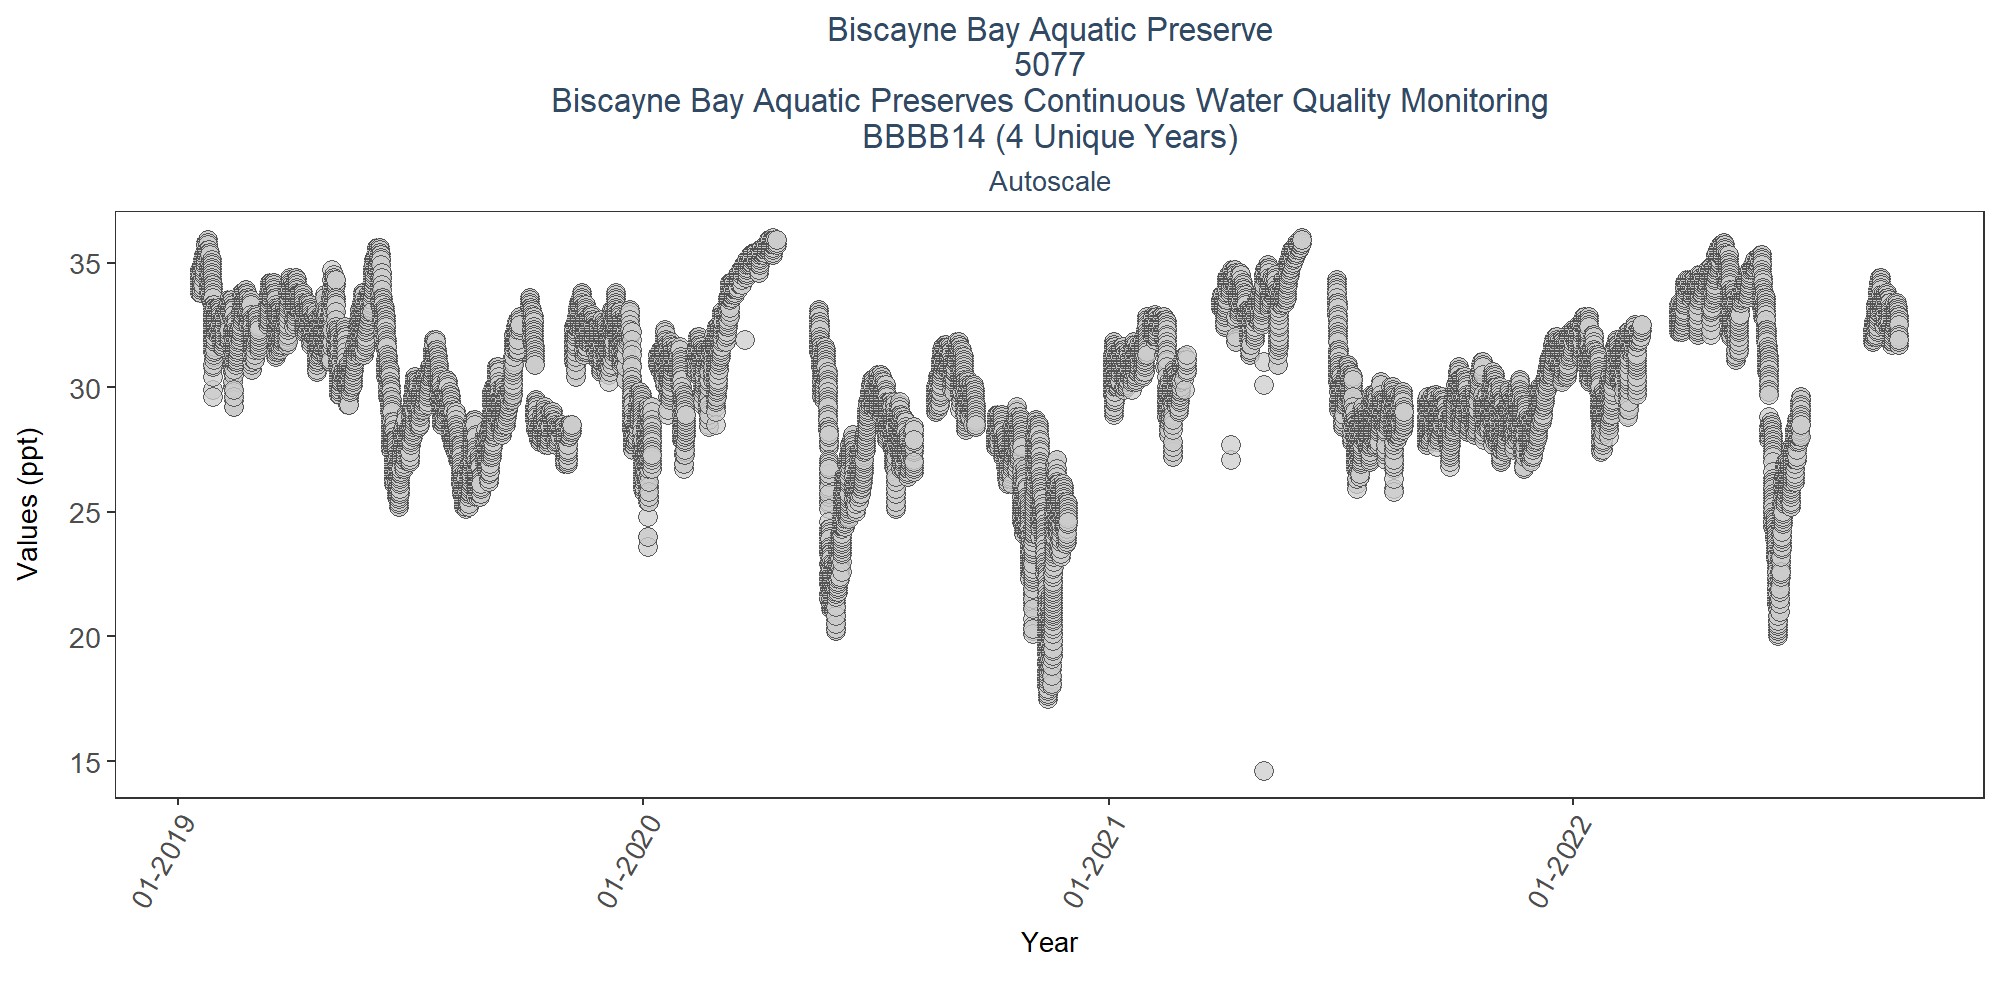 Biscayne Bay Aquatic Preserve
5077
Biscayne Bay Aquatic Preserves Continuous Water Quality Monitoring
BBBB14 (4 Unique Years)
Autoscale
Values (ppt)
35
30
25
20
15
01-2019
01-2020
01-2021
01-2022
Year